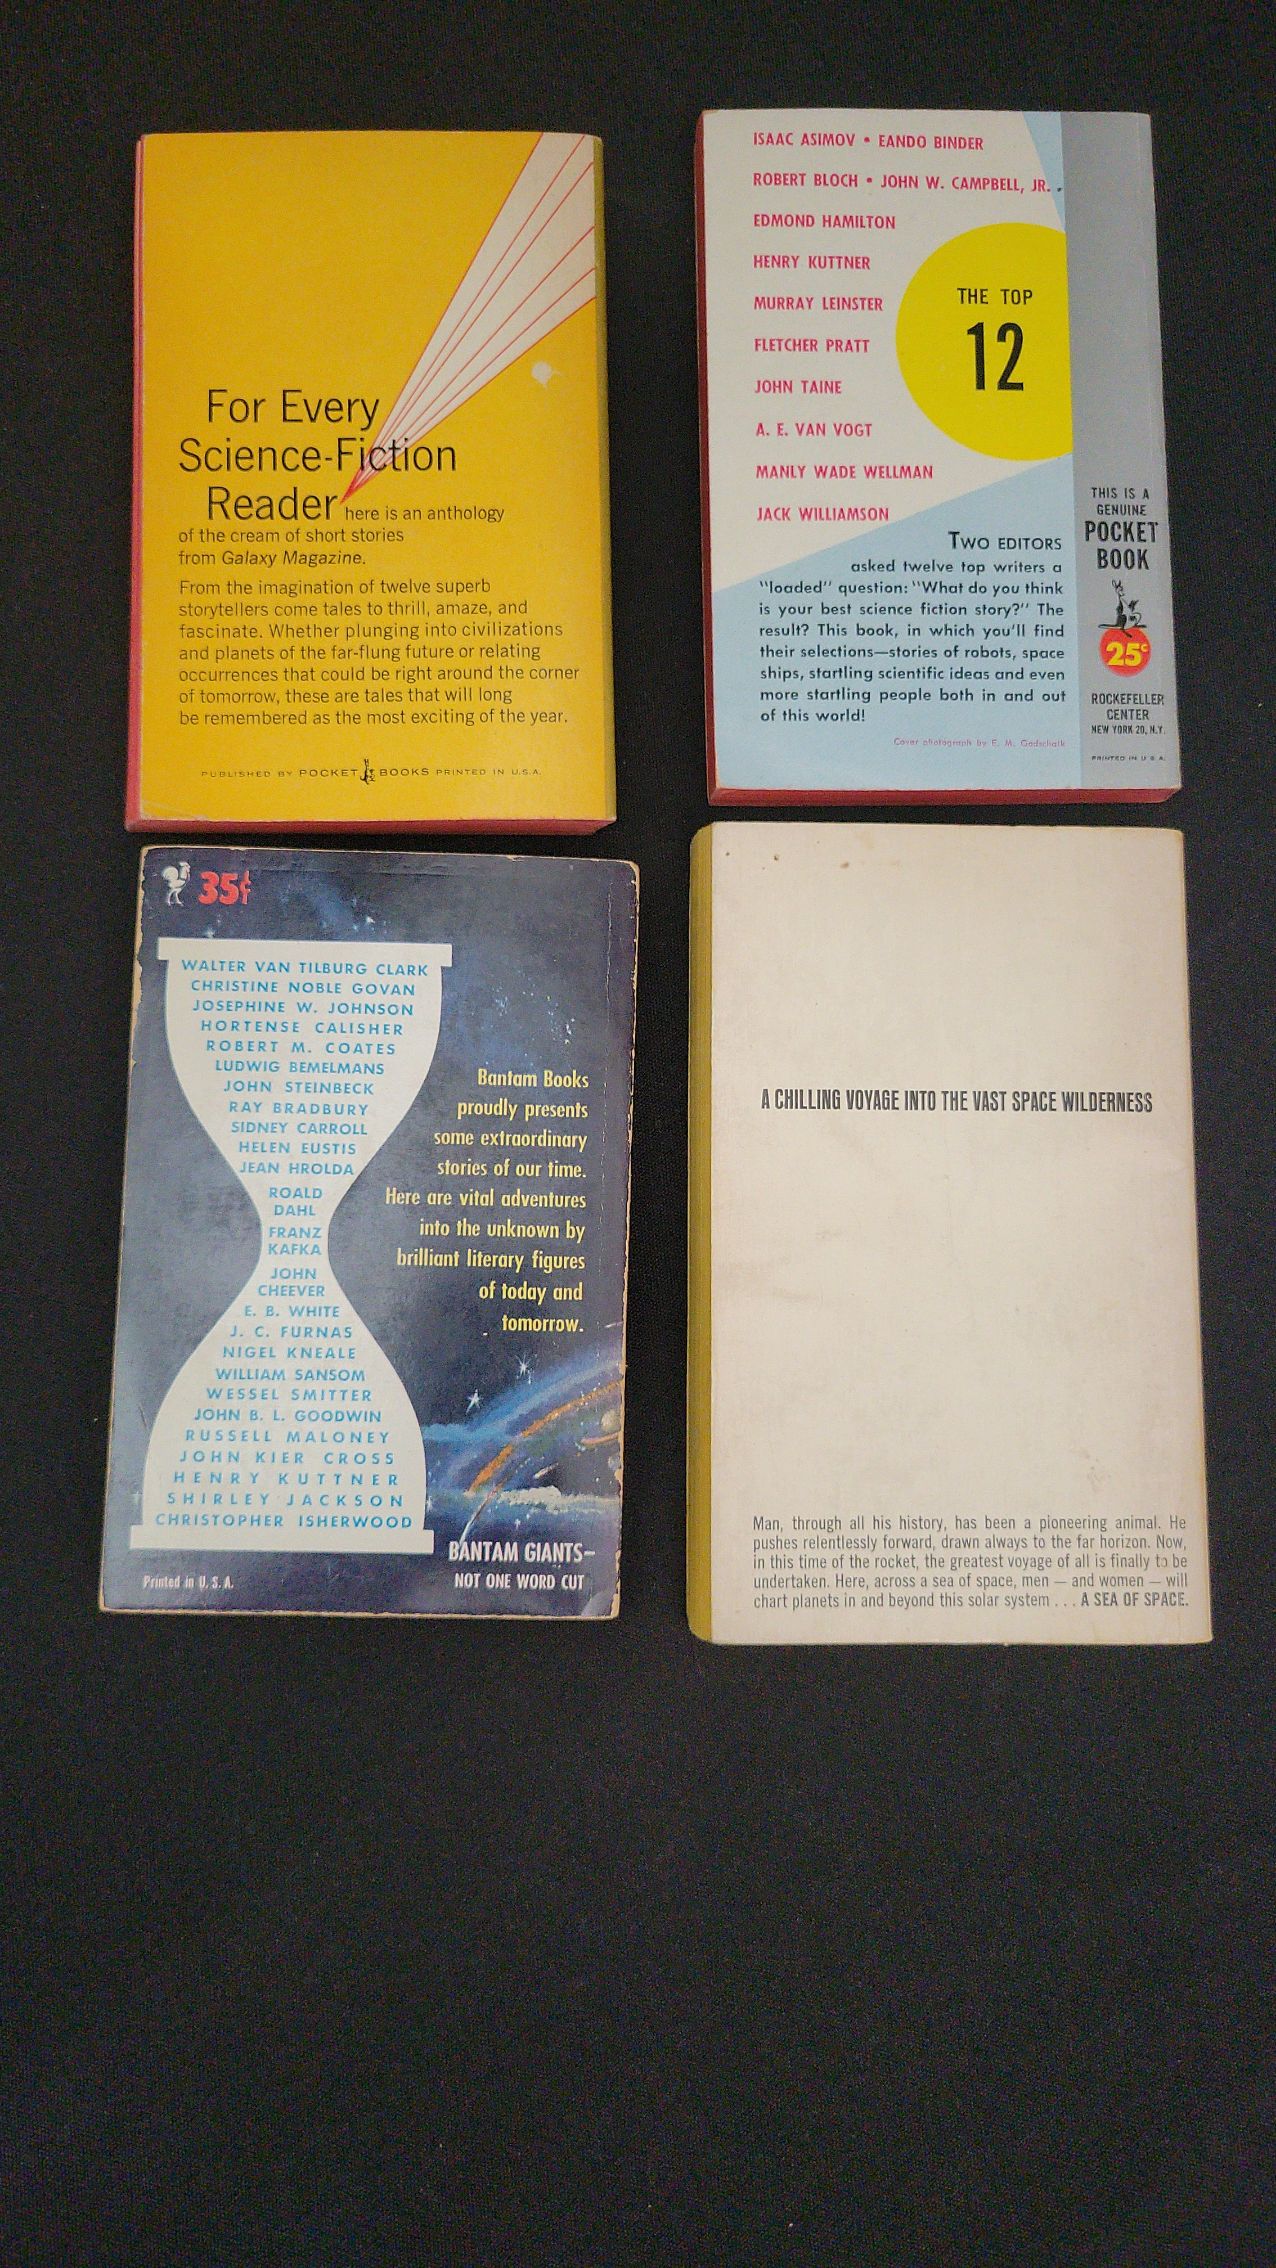 For Every
Science-Fiction
Reader here is an anthology
of the cream of short stories
from Galaxy Magazine.
From the imagination of twelve superb
storytellers come tales to thrill, amaze, and
fascinate. Whether plunging into civilizations
and planets of the far-flung future or relating
occurrences that could be right around the corner
of tomorrow, these are tales that will long
be remembered as the most exciting of the year.
PUBLISHED BY POCKET BOOKS PRINTED IN U.S.A.
ISAAC ASIMOV • EANDO BINDER
ROBERT BLOCH • JOHN W. CAMPBELL, JR.
EDMOND HAMILTON
HENRY KUTTNER
MURRAY LEINSTER
FLETCHER PRATT
JOHN TAINE
A. E. VAN VOGT
MANLY WADE WELLMAN
JACK WILLIAMSON
THE TOP
12
TWO EDITORS
asked twelve top writers a
"loaded" question: "What do you think
is your best science fiction story?" The
result? This book, in which you'll find
their selections—stories of robots, space
ships, startling scientific ideas and even
more startling people both in and out
of this world!
Cover photograph by E. M. Godschalk
THIS IS A
GENUINE
POCKET
BOOK
25¢
ROCKEFELLER
CENTER
NEW YORK 20, N.Y.
PRINTED IN U.S.A.
35¢
WALTER VAN TILBURG CLARK
CHRISTINE NOBLE GOVAN
JOSEPHINE W. JOHNSON
HORTENSE CALISHER
ROBERT M. COATES
LUDWIG BEMELMANS
JOHN STEINBECK
RAY BRADBURY
SIDNEY CARROLL
HELEN EUSTIS
JEAN HROLDA
ROALD
DAHL
FRANZ
KAFKA
JOHN
CHEEVER
E. B. WHITE
J. C. FURNAS
NIGEL KNEALE
WILLIAM SANSOM
WESSEL SMITTER
JOHN B. L. GOODWIN
RUSSELL MALONEY
JOHN KIER CROSS
HENRY KUTTNER
SHIRLEY JACKSON
CHRISTOPHER ISHERWOOD
Bantam Books
proudly presents
some extraordinary
stories of our time.
Here are vital adventures
into the unknown by
brilliant literary figures
of today and
tomorrow.
BANTAM GIANTS—
NOT ONE WORD CUT
Printed in U. S. A.
A CHILLING VOYAGE INTO THE VAST SPACE WILDERNESS
Man, through all his history, has been a pioneering animal. He
pushes relentlessly forward, drawn always to the far horizon. Now,
in this time of the rocket, the greatest voyage of all is finally to be
undertaken. Here, across a sea of space, men — and women — will
chart planets in and beyond this solar system . . . A SEA OF SPACE.